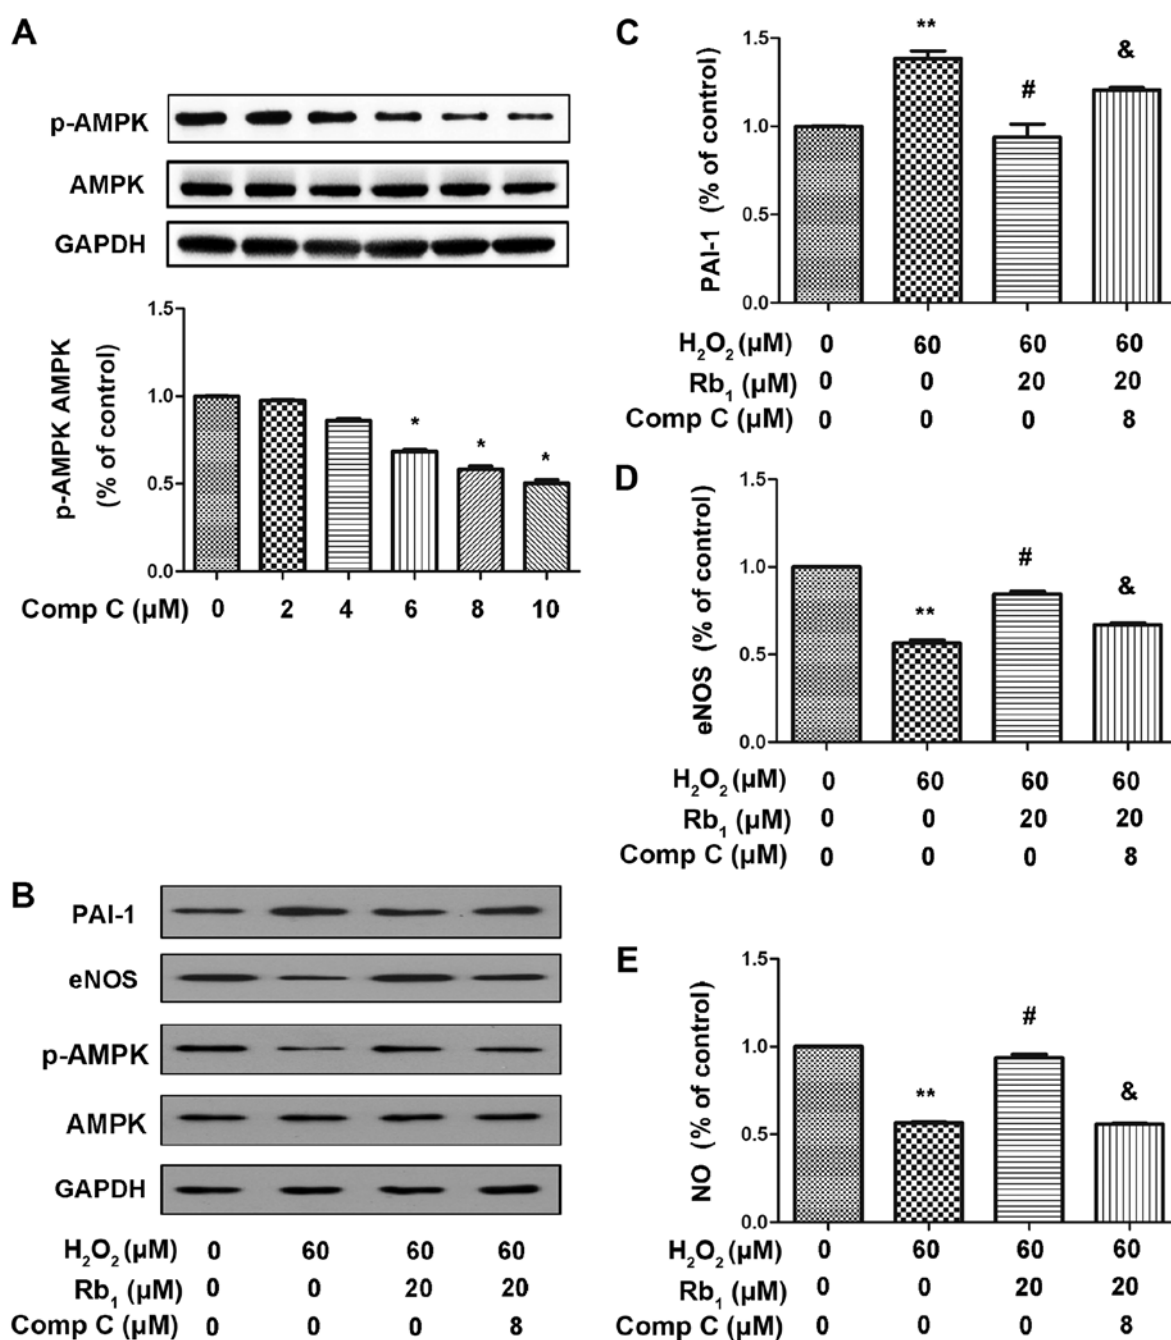 A
p-AMPK
AMPK
GAPDH
p-AMPK AMPK
(% of control)
1.5
1.0
0.5
0.0
*
*
*
Comp C (µM) 0 2 4 6 8 10
B
PAI-1
eNOS
p-AMPK
AMPK
GAPDH
H₂O₂ (µM) 0 60 60 60
Rb₁ (µM) 0 0 20 20
Comp C (µM) 0 0 0 8
C
PAI-1 (% of control)
1.5
1.0
0.5
0.0
**
#
&
H₂O₂ (µM) 0 60 60 60
Rb₁ (µM) 0 0 20 20
Comp C (µM) 0 0 0 8
D
eNOS (% of control)
1.5
1.0
0.5
0.0
**
#
&
H₂O₂ (µM) 0 60 60 60
Rb₁ (µM) 0 0 20 20
Comp C (µM) 0 0 0 8
E
NO (% of control)
1.5
1.0
0.5
0.0
**
#
&
H₂O₂ (µM) 0 60 60 60
Rb₁ (µM) 0 0 20 20
Comp C (µM) 0 0 0 8